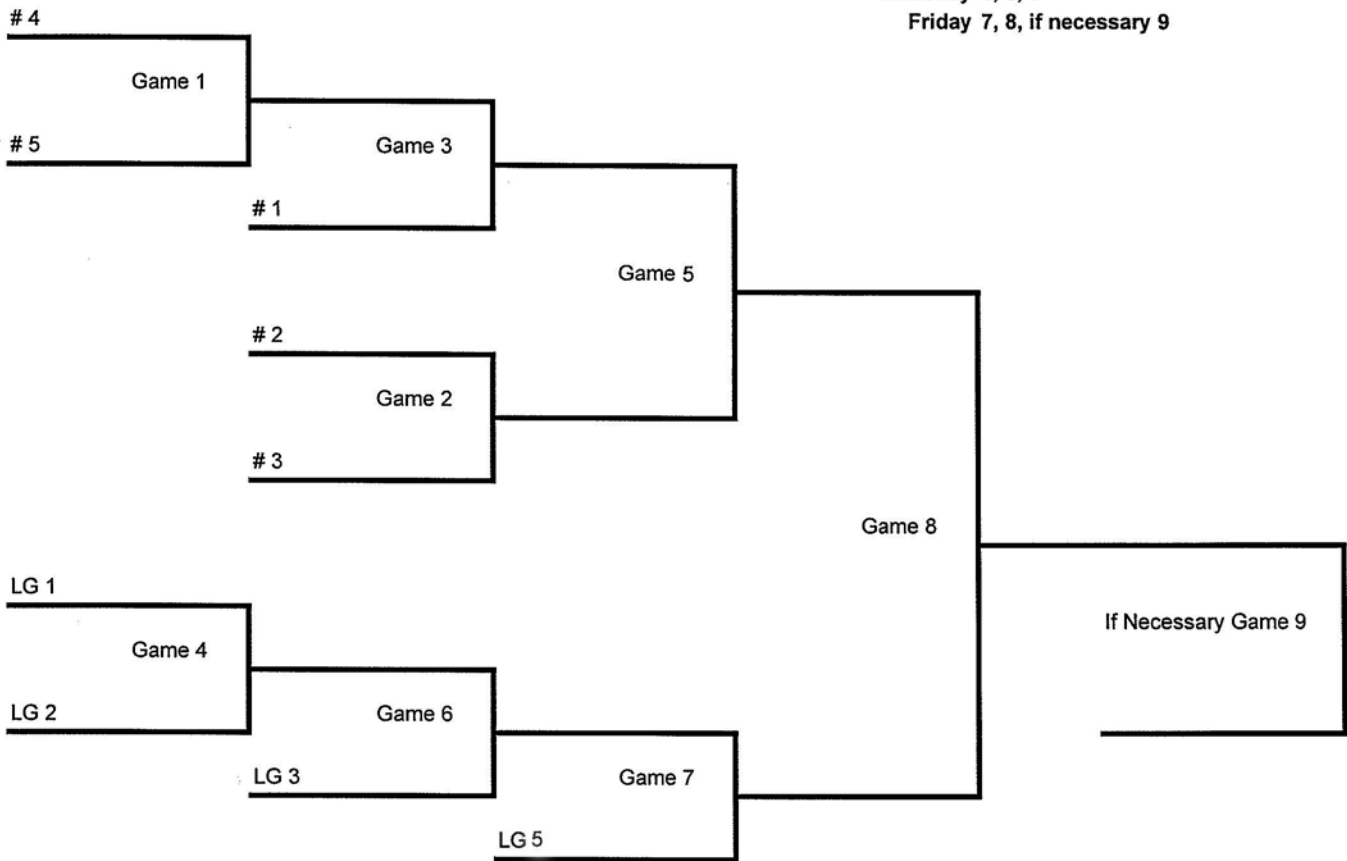 Friday 7, 8, if necessary 9
# 4
Game 1
# 5
Game 3
# 1
Game 5
# 2
Game 2
# 3
Game 8
LG 1
If Necessary Game 9
Game 4
LG 2
Game 6
LG 3
Game 7
LG 5